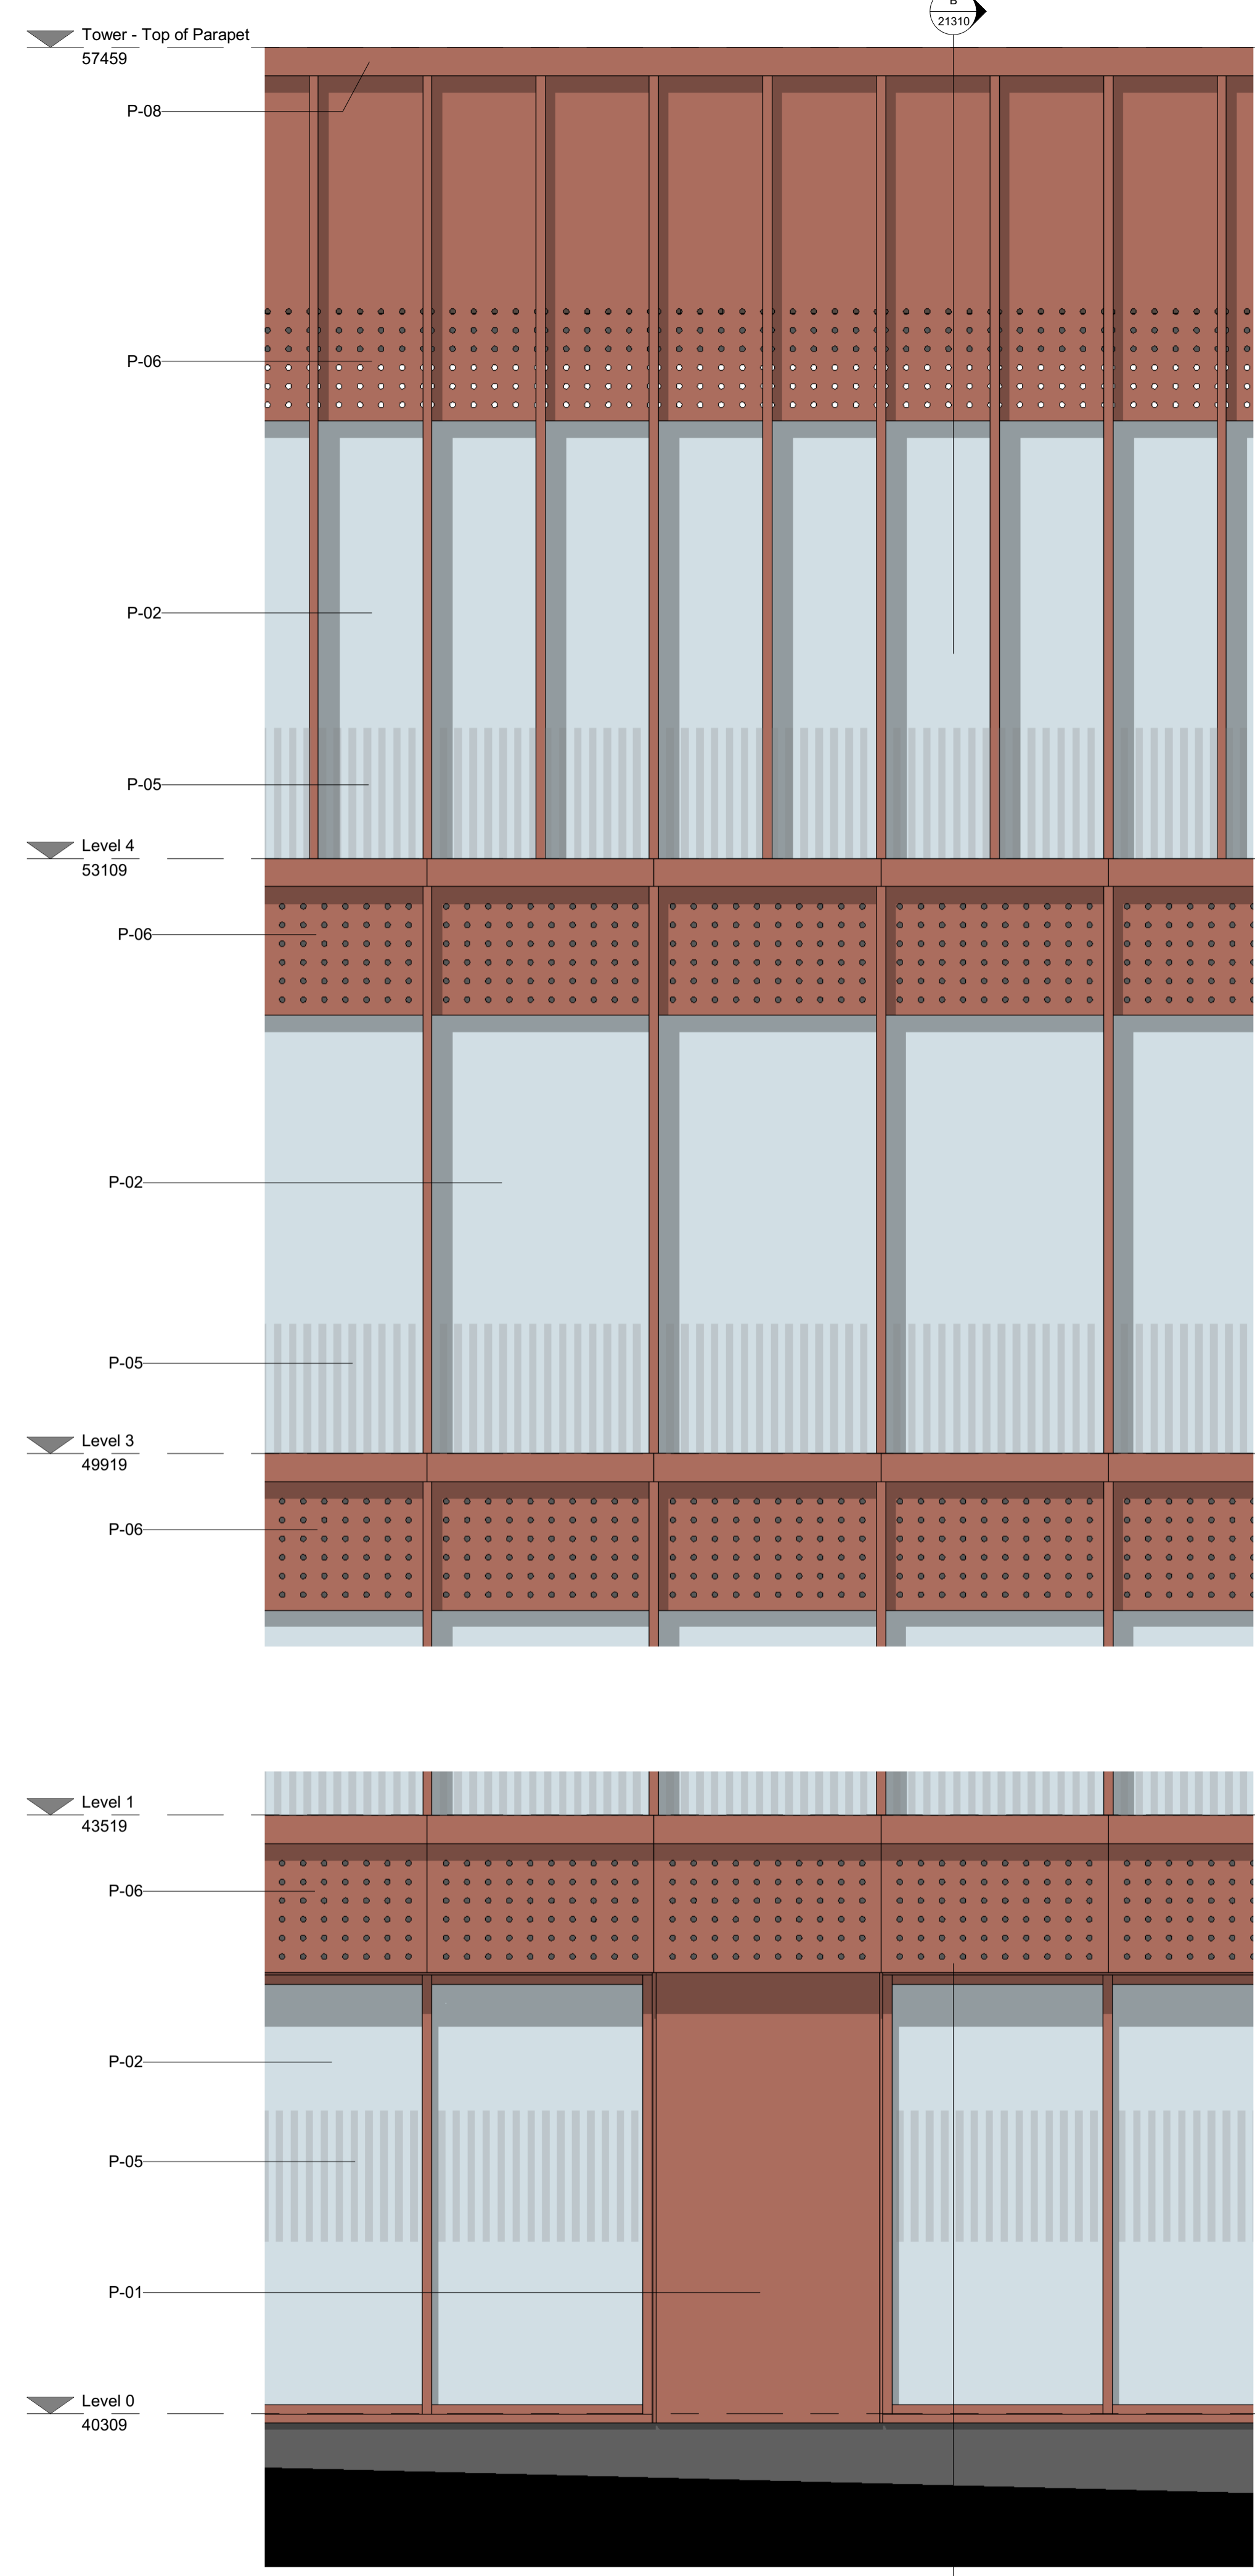 B
21310
Tower - Top of Parapet
57459
P-08
P-06
P-02
P-05
Level 4
53109
P-06
P-02
P-05
Level 3
49919
P-06
Level 1
43519
P-06
P-02
P-05
P-01
Level 0
40309